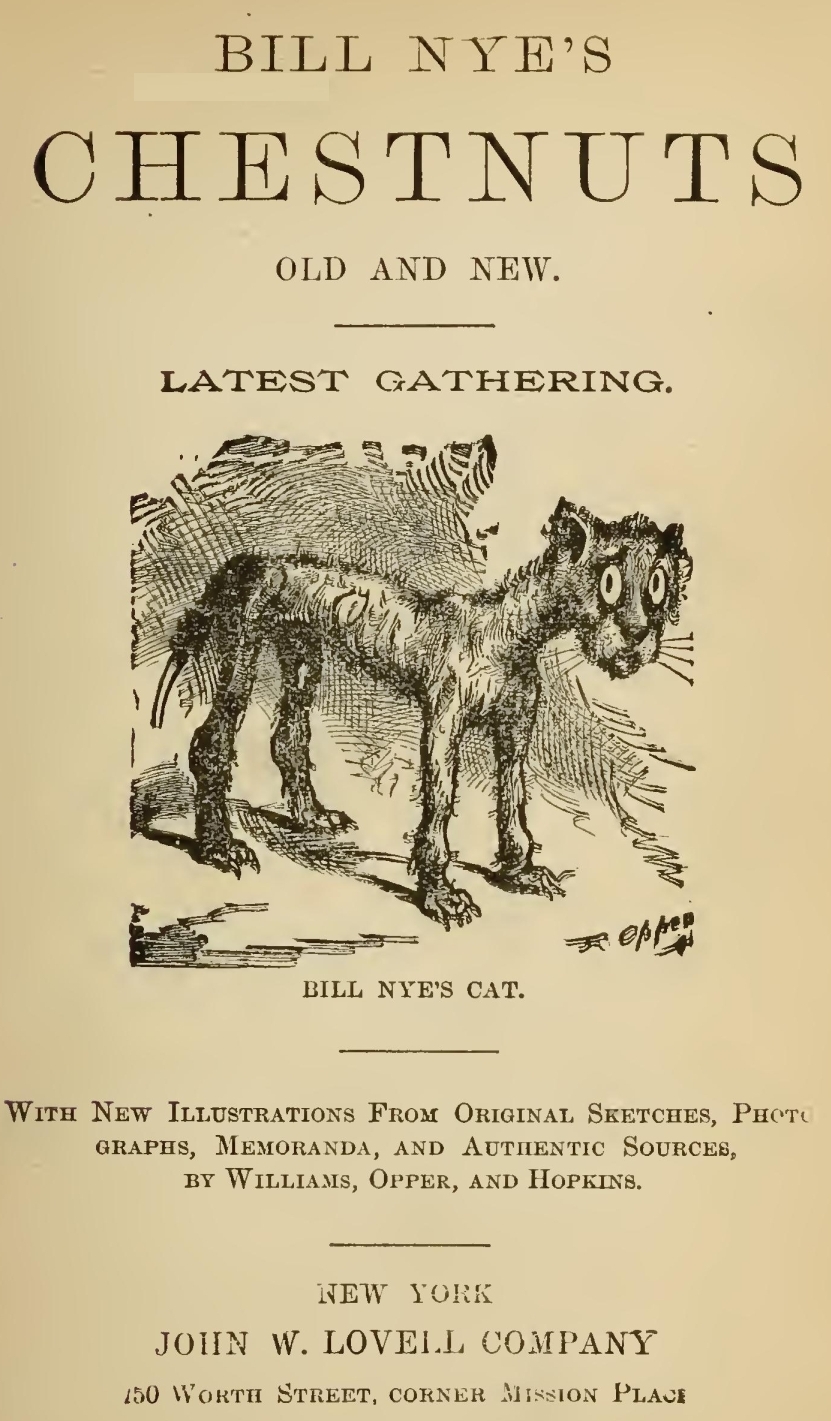 BILL NYE'S
CHESTNUTS
OLD AND NEW.
LATEST GATHERING.
Opper
BILL NYE'S CAT.
WITH NEW ILLUSTRATIONS FROM ORIGINAL SKETCHES, PHOTO
GRAPHS, MEMORANDA, AND AUTHENTIC SOURCES,
BY WILLIAMS, OPPER, AND HOPKINS.
NEW YORK
JOHN W. LOVELL COMPANY
150 WORTH STREET, CORNER MISSION PLACE